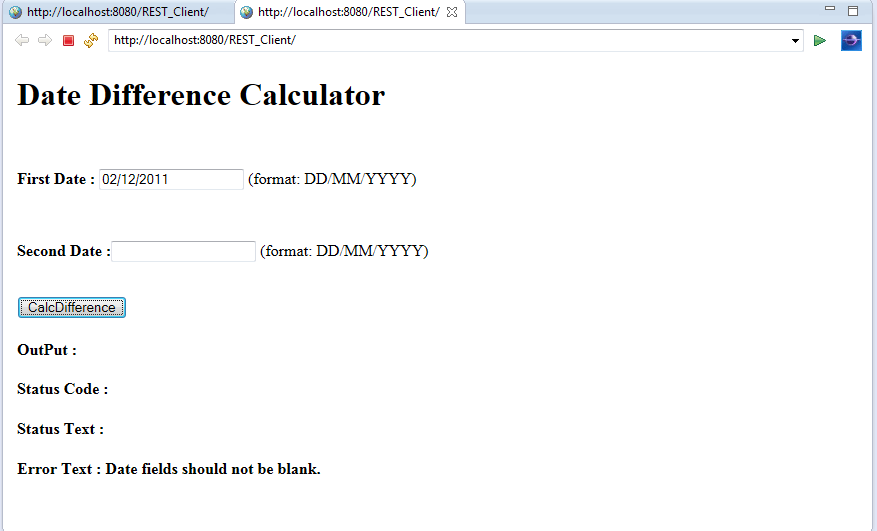 http://localhost:8080/REST_Client/ http://localhost:8080/REST_Client/
http://localhost:8080/REST_Client/
Date Difference Calculator
First Date : 02/12/2011 (format: DD/MM/YYYY)
Second Date : (format: DD/MM/YYYY)
CalcDifference
OutPut :
Status Code :
Status Text :
Error Text : Date fields should not be blank.